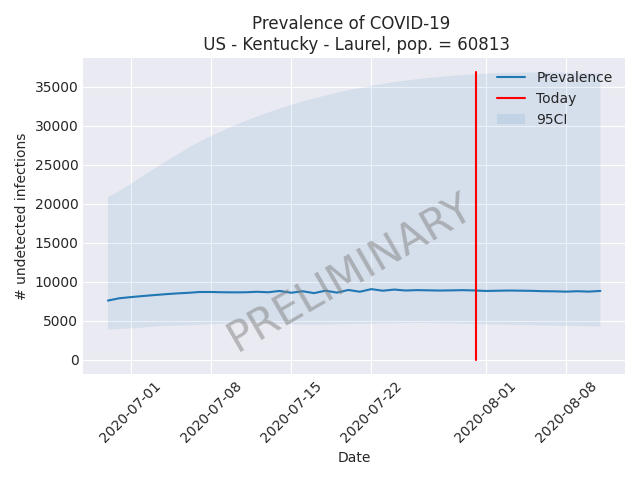 Prevalence of COVID-19
US - Kentucky - Laurel, pop. = 60813
# undetected infections
35000
30000
25000
20000
15000
10000
5000
0
Prevalence
Today
95CI
PRELIMINARY
2020-07-01
2020-07-08
2020-07-15
2020-07-22
2020-08-01
2020-08-08
Date